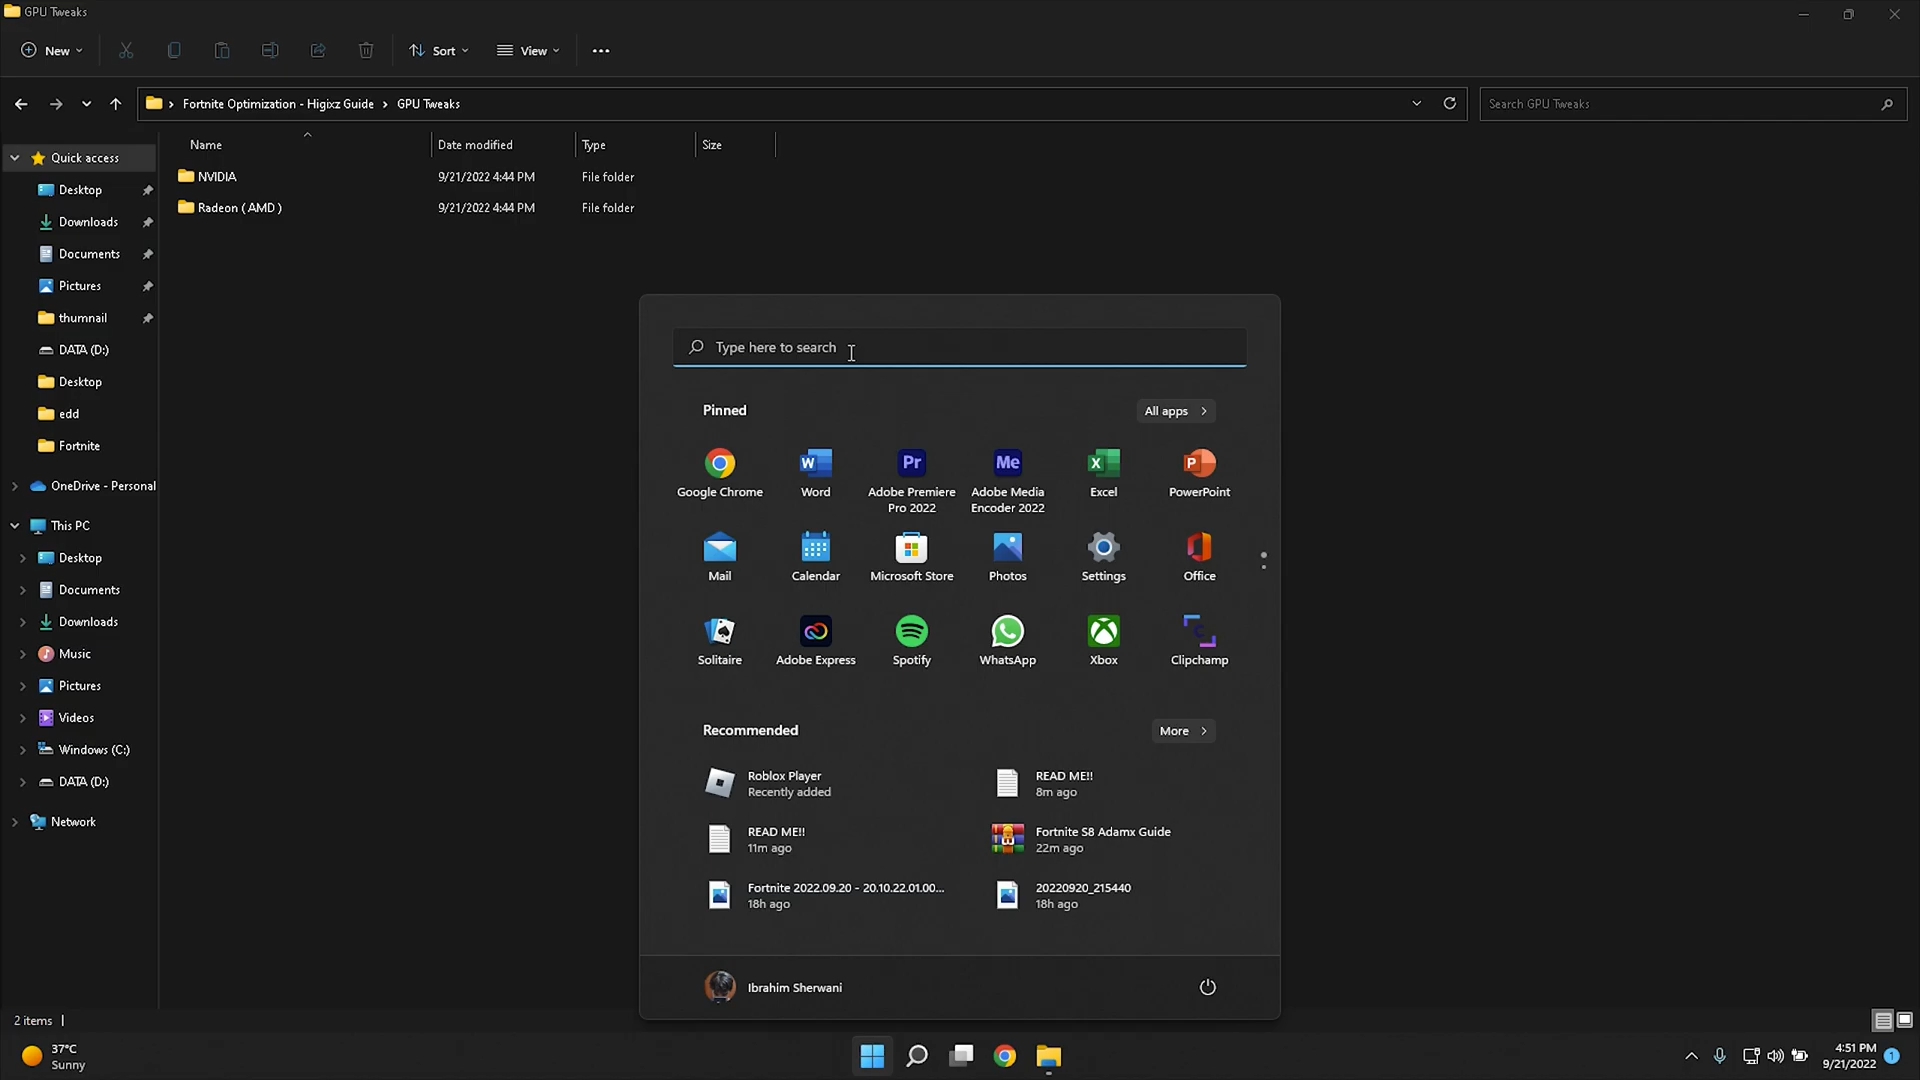 GPU Tweaks
New
Sort
View
Fortnite Optimization - Higixz Guide > GPU Tweaks
Search GPU Tweaks
Name Date modified Type Size
NVIDIA 9/21/2022 4:44 PM File folder
Radeon ( AMD ) 9/21/2022 4:44 PM File folder
Quick access
Desktop
Downloads
Documents
Pictures
thumnail
DATA (D:)
Desktop
edd
Fortnite
OneDrive - Personal
This PC
Desktop
Documents
Downloads
Music
Pictures
Videos
Windows (C:)
DATA (D:)
Network
2 items
Type here to search
Pinned
All apps >
Google Chrome
W
Word
Pr
Adobe Premiere
Pro 2022
Me
Adobe Media
Encoder 2022
X
Excel
P
PowerPoint
Mail
Calendar
Microsoft Store
Photos
Settings
Office
Solitaire
Adobe Express
Spotify
WhatsApp
Xbox
C
Clipchamp
Recommended
More >
Roblox Player
Recently added
READ ME!!
8m ago
READ ME!!
11m ago
Fortnite S8 Adamx Guide
22m ago
Fortnite 2022.09.20 - 20.10.22.01.00...
18h ago
20220920_215440
18h ago
Ibrahim Sherwani
37°C
Sunny
4:51 PM
9/21/2022
1